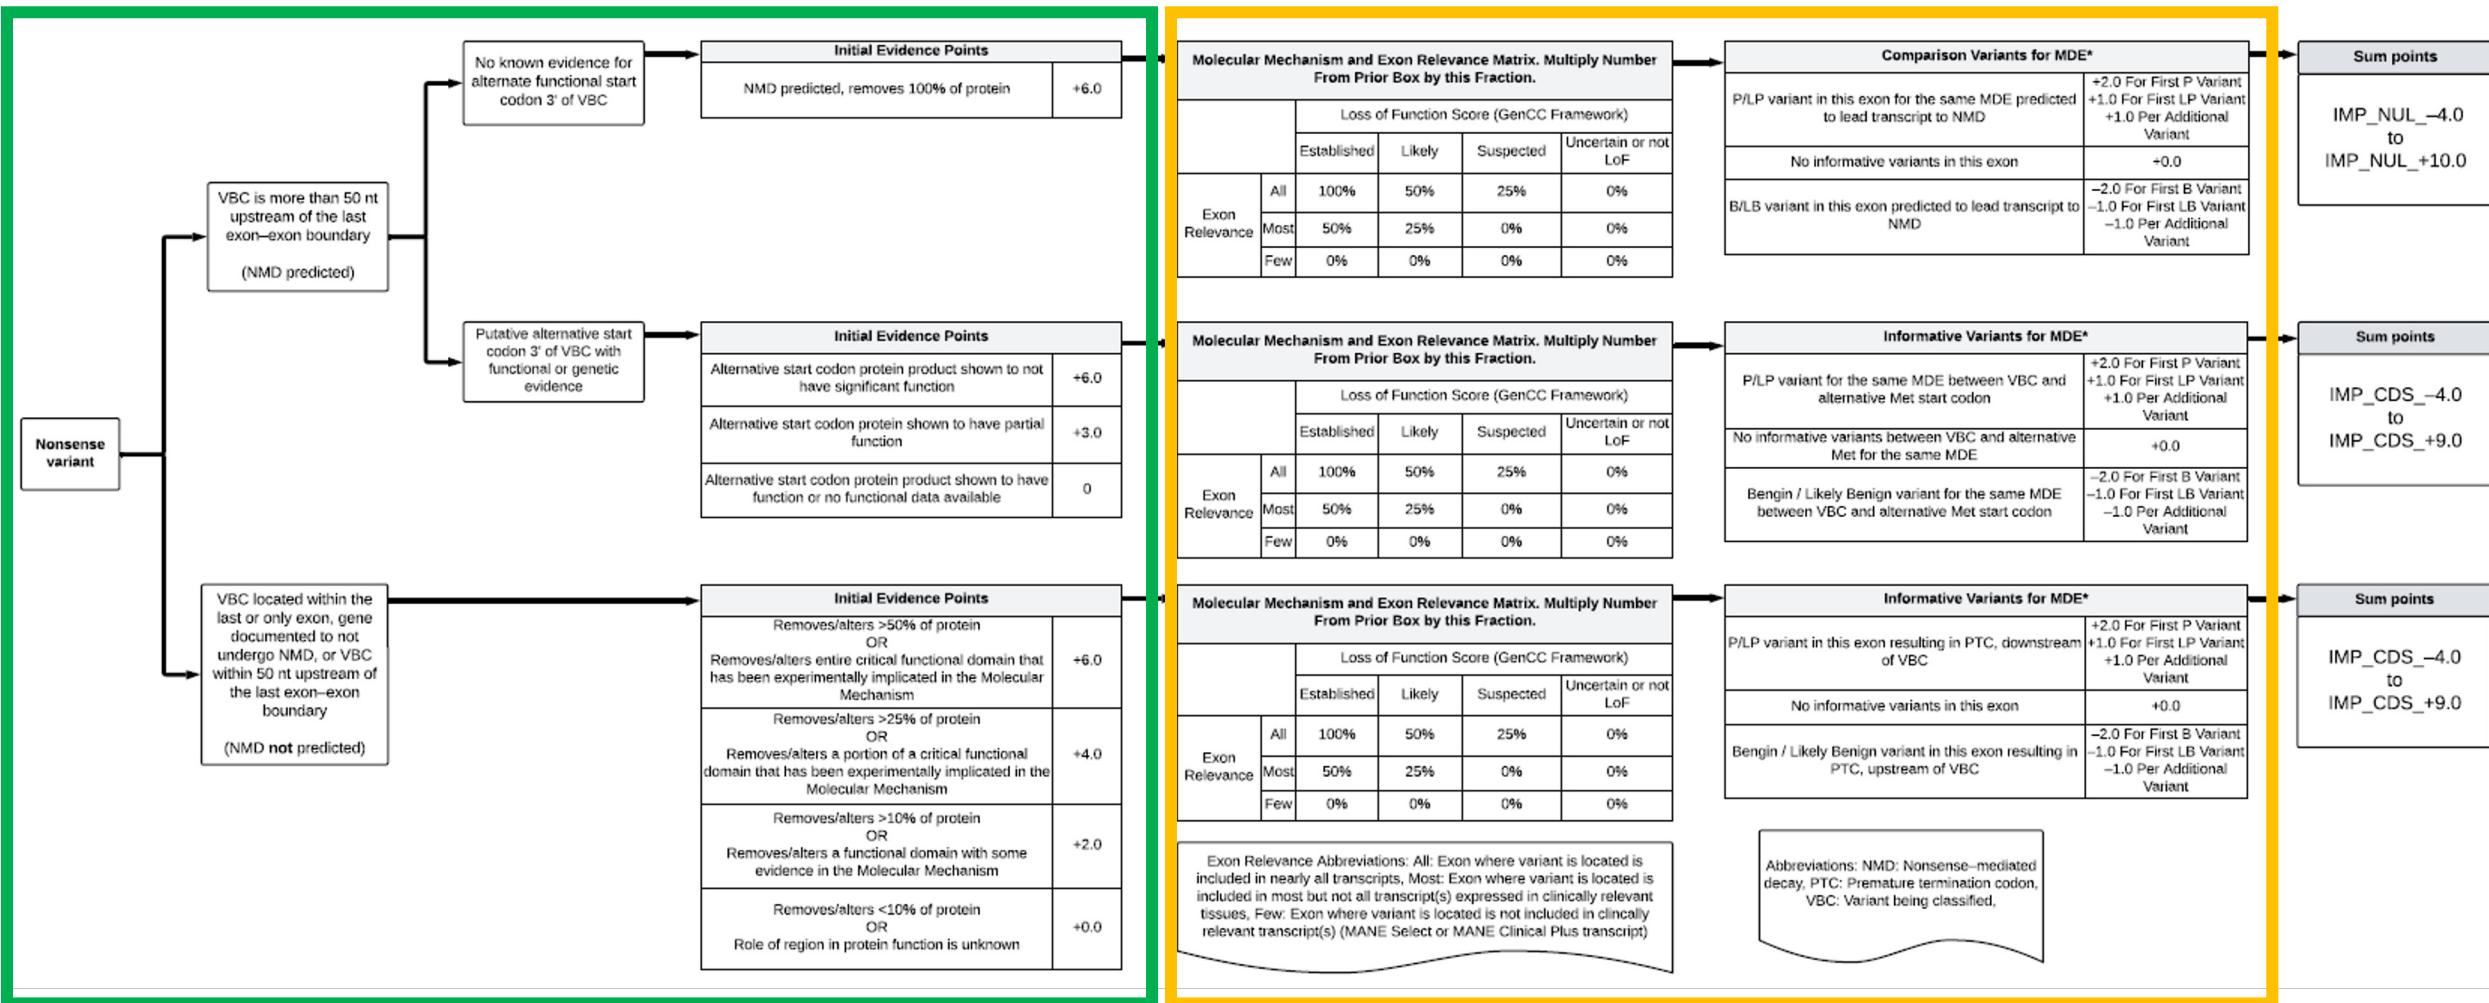 Nonsense
variant
VBC is more than 50 nt
upstream of the last
exon–exon boundary
(NMD predicted)
No known evidence for
alternate functional start
codon 3' of VBC
Initial Evidence Points
NMD predicted, removes 100% of protein
+6.0
Molecular Mechanism and Exon Relevance Matrix. Multiply Number
From Prior Box by this Fraction.
Loss of Function Score (GenCC Framework)
Established
Likely
Suspected
Uncertain or not
LoF
Exon
Relevance
All
100%
50%
25%
0%
Most
50%
25%
0%
0%
Few
0%
0%
0%
0%
Comparison Variants for MDE*
P/LP variant in this exon for the same MDE predicted
to lead transcript to NMD
+2.0 For First P Variant
+1.0 For First LP Variant
+1.0 Per Additional
Variant
No informative variants in this exon
+0.0
B/LB variant in this exon predicted to lead transcript to
NMD
–2.0 For First B Variant
–1.0 For First LB Variant
–1.0 Per Additional
Variant
Sum points
IMP_NUL_–4.0
to
IMP_NUL_+10.0
Putative alternative start
codon 3' of VBC with
functional or genetic
evidence
Initial Evidence Points
Alternative start codon protein product shown to not
have significant function
+6.0
Alternative start codon protein shown to have partial
function
+3.0
Alternative start codon protein product shown to have
function or no functional data available
0
Molecular Mechanism and Exon Relevance Matrix. Multiply Number
From Prior Box by this Fraction.
Loss of Function Score (GenCC Framework)
Established
Likely
Suspected
Uncertain or not
LoF
Exon
Relevance
All
100%
50%
25%
0%
Most
50%
25%
0%
0%
Few
0%
0%
0%
0%
Informative Variants for MDE*
P/LP variant for the same MDE between VBC and
alternative Met start codon
+2.0 For First P Variant
+1.0 For First LP Variant
+1.0 Per Additional
Variant
No informative variants between VBC and alternative
Met for the same MDE
+0.0
Bengin / Likely Benign variant for the same MDE
between VBC and alternative Met start codon
–2.0 For First B Variant
–1.0 For First LB Variant
–1.0 Per Additional
Variant
Sum points
IMP_CDS_–4.0
to
IMP_CDS_+9.0
VBC located within the
last or only exon, gene
documented to not
undergo NMD, or VBC
within 50 nt upstream of
the last exon–exon
boundary
(NMD not predicted)
Initial Evidence Points
Removes/alters >50% of protein
OR
Removes/alters entire critical functional domain that
has been experimentally implicated in the Molecular
Mechanism
+6.0
Removes/alters >25% of protein
OR
Removes/alters a portion of a critical functional
domain that has been experimentally implicated in the
Molecular Mechanism
+4.0
Removes/alters >10% of protein
OR
Removes/alters a functional domain with some
evidence in the Molecular Mechanism
+2.0
Removes/alters <10% of protein
OR
Role of region in protein function is unknown
+0.0
Molecular Mechanism and Exon Relevance Matrix. Multiply Number
From Prior Box by this Fraction.
Loss of Function Score (GenCC Framework)
Established
Likely
Suspected
Uncertain or not
LoF
Exon
Relevance
All
100%
50%
25%
0%
Most
50%
25%
0%
0%
Few
0%
0%
0%
0%
Informative Variants for MDE*
P/LP variant in this exon resulting in PTC, downstream
of VBC
+2.0 For First P Variant
+1.0 For First LP Variant
+1.0 Per Additional
Variant
No informative variants in this exon
+0.0
Bengin / Likely Benign variant in this exon resulting in
PTC, upstream of VBC
–2.0 For First B Variant
–1.0 For First LB Variant
–1.0 Per Additional
Variant
Sum points
IMP_CDS_–4.0
to
IMP_CDS_+9.0
Exon Relevance Abbreviations: All: Exon where variant is located is
included in nearly all transcripts, Most: Exon where variant is located is
included in most but not all transcript(s) expressed in clinically relevant
tissues, Few: Exon where variant is located is not included in clincally
relevant transcript(s) (MANE Select or MANE Clinical Plus transcript)
Abbreviations: NMD: Nonsense–mediated
decay, PTC: Premature termination codon,
VBC: Variant being classified,